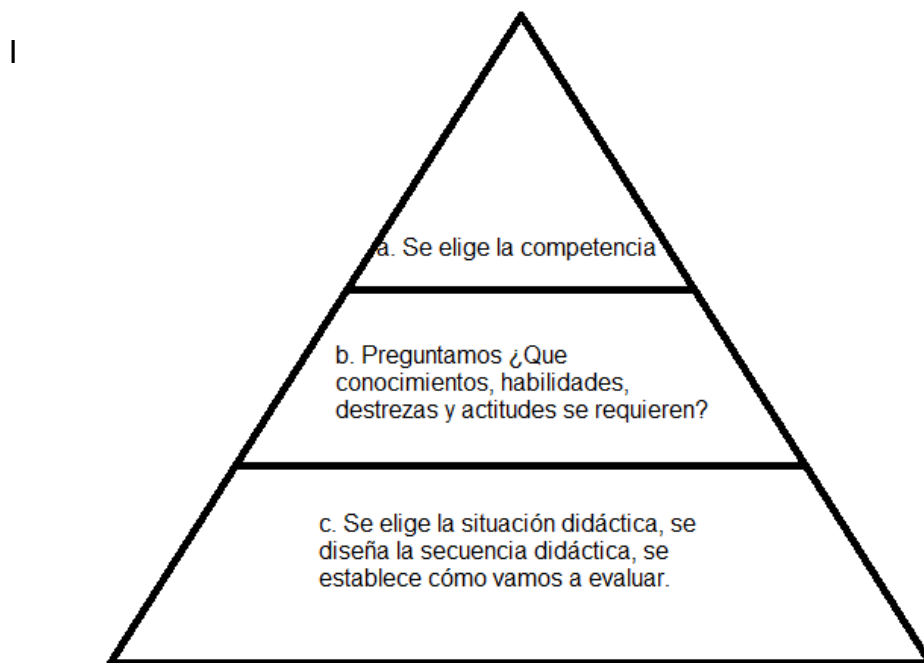 l
a. Se elige la competencia
b. Preguntamos ¿Que
conocimientos, habilidades,
destrezas y actitudes se requieren?
c. Se elige la situación didáctica, se
diseña la secuencia didáctica, se
establece cómo vamos a evaluar.